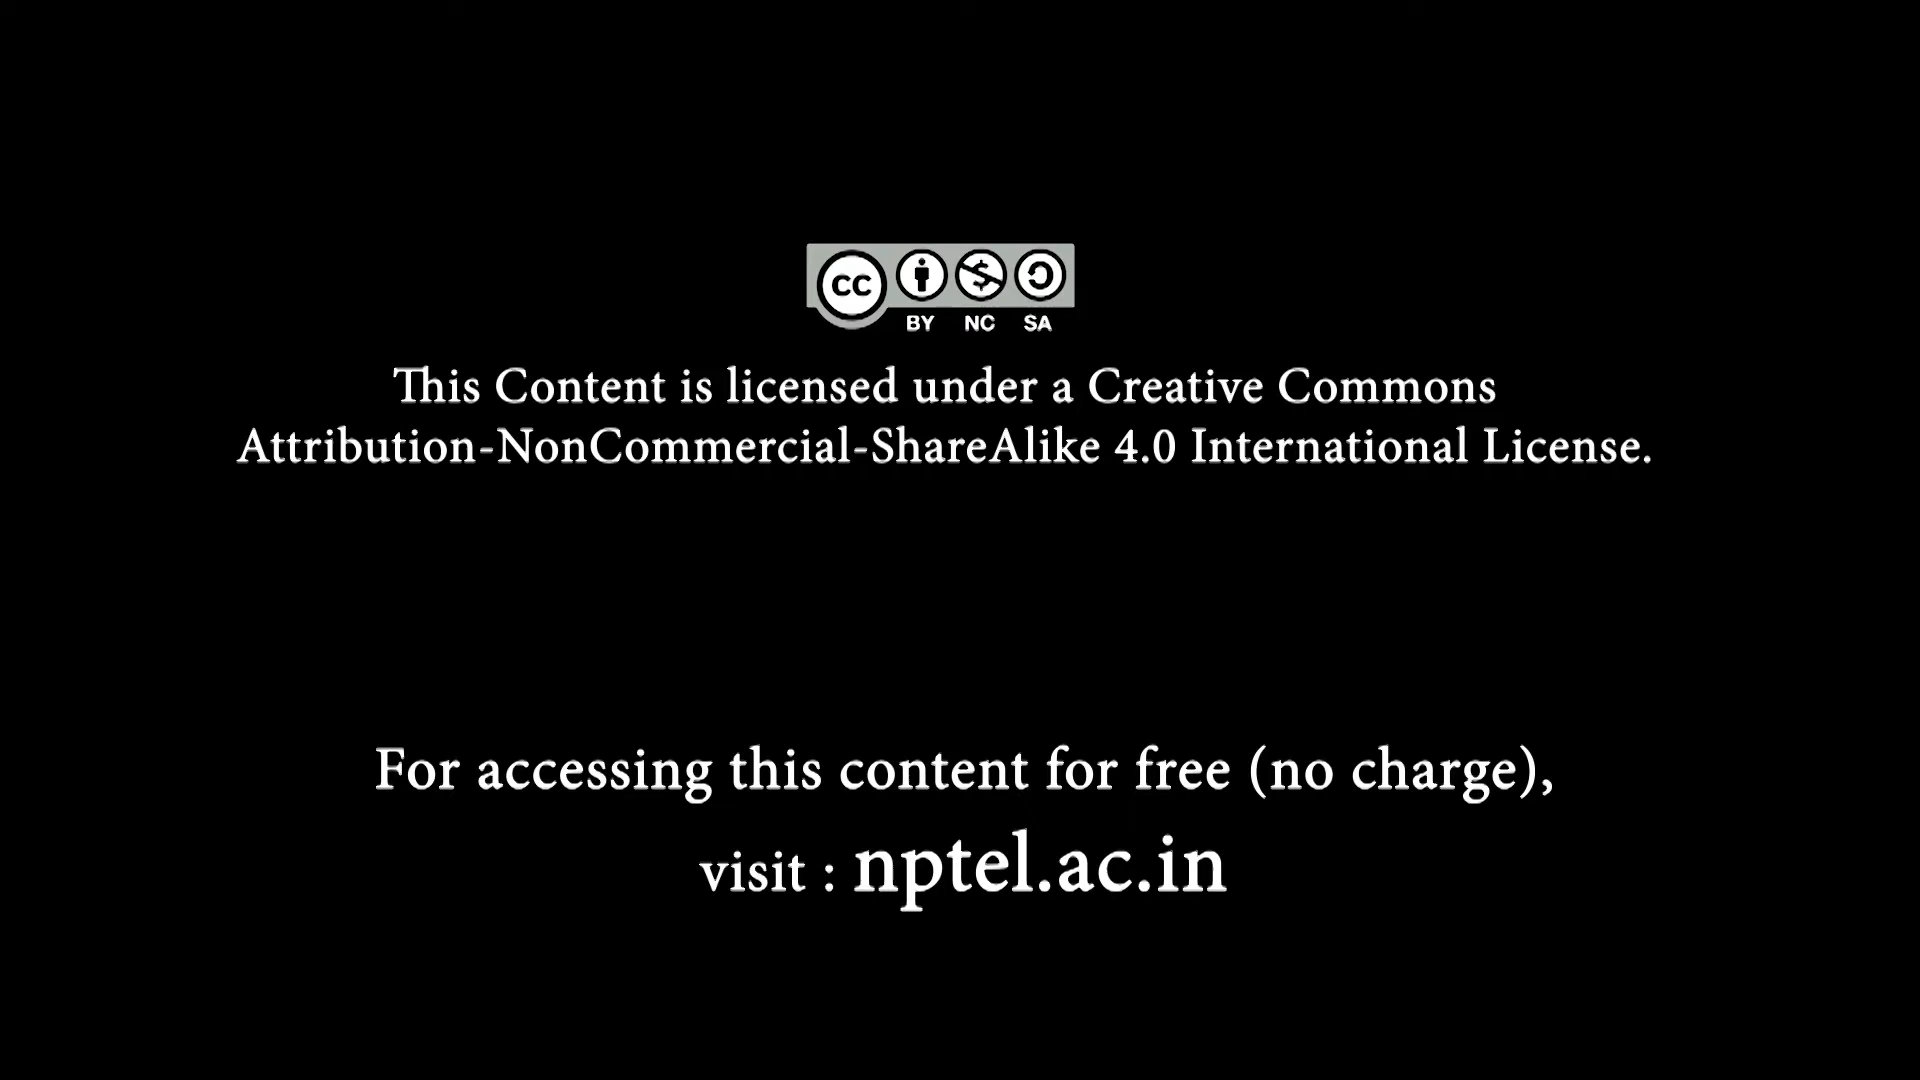 CC
BY NC SA
This Content is licensed under a Creative Commons
Attribution-NonCommercial-ShareAlike 4.0 International License.
For accessing this content for free (no charge),
visit : nptel.ac.in